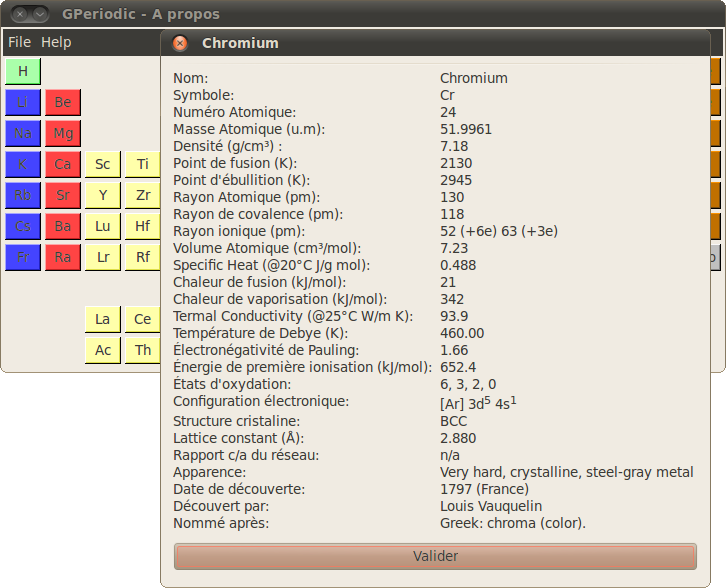 GPeriodic - A propos
File Help
Chromium
H
Li Be
Na Mg
K Ca Sc Ti
Rb Sr Y Zr
Cs Ba Lu Hf
Fr Ra Lr Rf
La Ce
Ac Th
Nom: Chromium
Symbole: Cr
Numéro Atomique: 24
Masse Atomique (u.m): 51.9961
Densité (g/cm³) : 7.18
Point de fusion (K): 2130
Point d'ébullition (K): 2945
Rayon Atomique (pm): 130
Rayon de covalence (pm): 118
Rayon ionique (pm): 52 (+6e) 63 (+3e)
Volume Atomique (cm³/mol): 7.23
Specific Heat (@20°C J/g mol): 0.488
Chaleur de fusion (kJ/mol): 21
Chaleur de vaporisation (kJ/mol): 342
Termal Conductivity (@25°C W/m K): 93.9
Température de Debye (K): 460.00
Électronégativité de Pauling: 1.66
Énergie de première ionisation (kJ/mol): 652.4
États d'oxydation: 6, 3, 2, 0
Configuration électronique: [Ar] 3d⁵ 4s¹
Structure cristaline: BCC
Lattice constant (Å): 2.880
Rapport c/a du réseau: n/a
Apparence: Very hard, crystalline, steel-gray metal
Date de découverte: 1797 (France)
Découvert par: Louis Vauquelin
Nommé après: Greek: chroma (color).
Valider